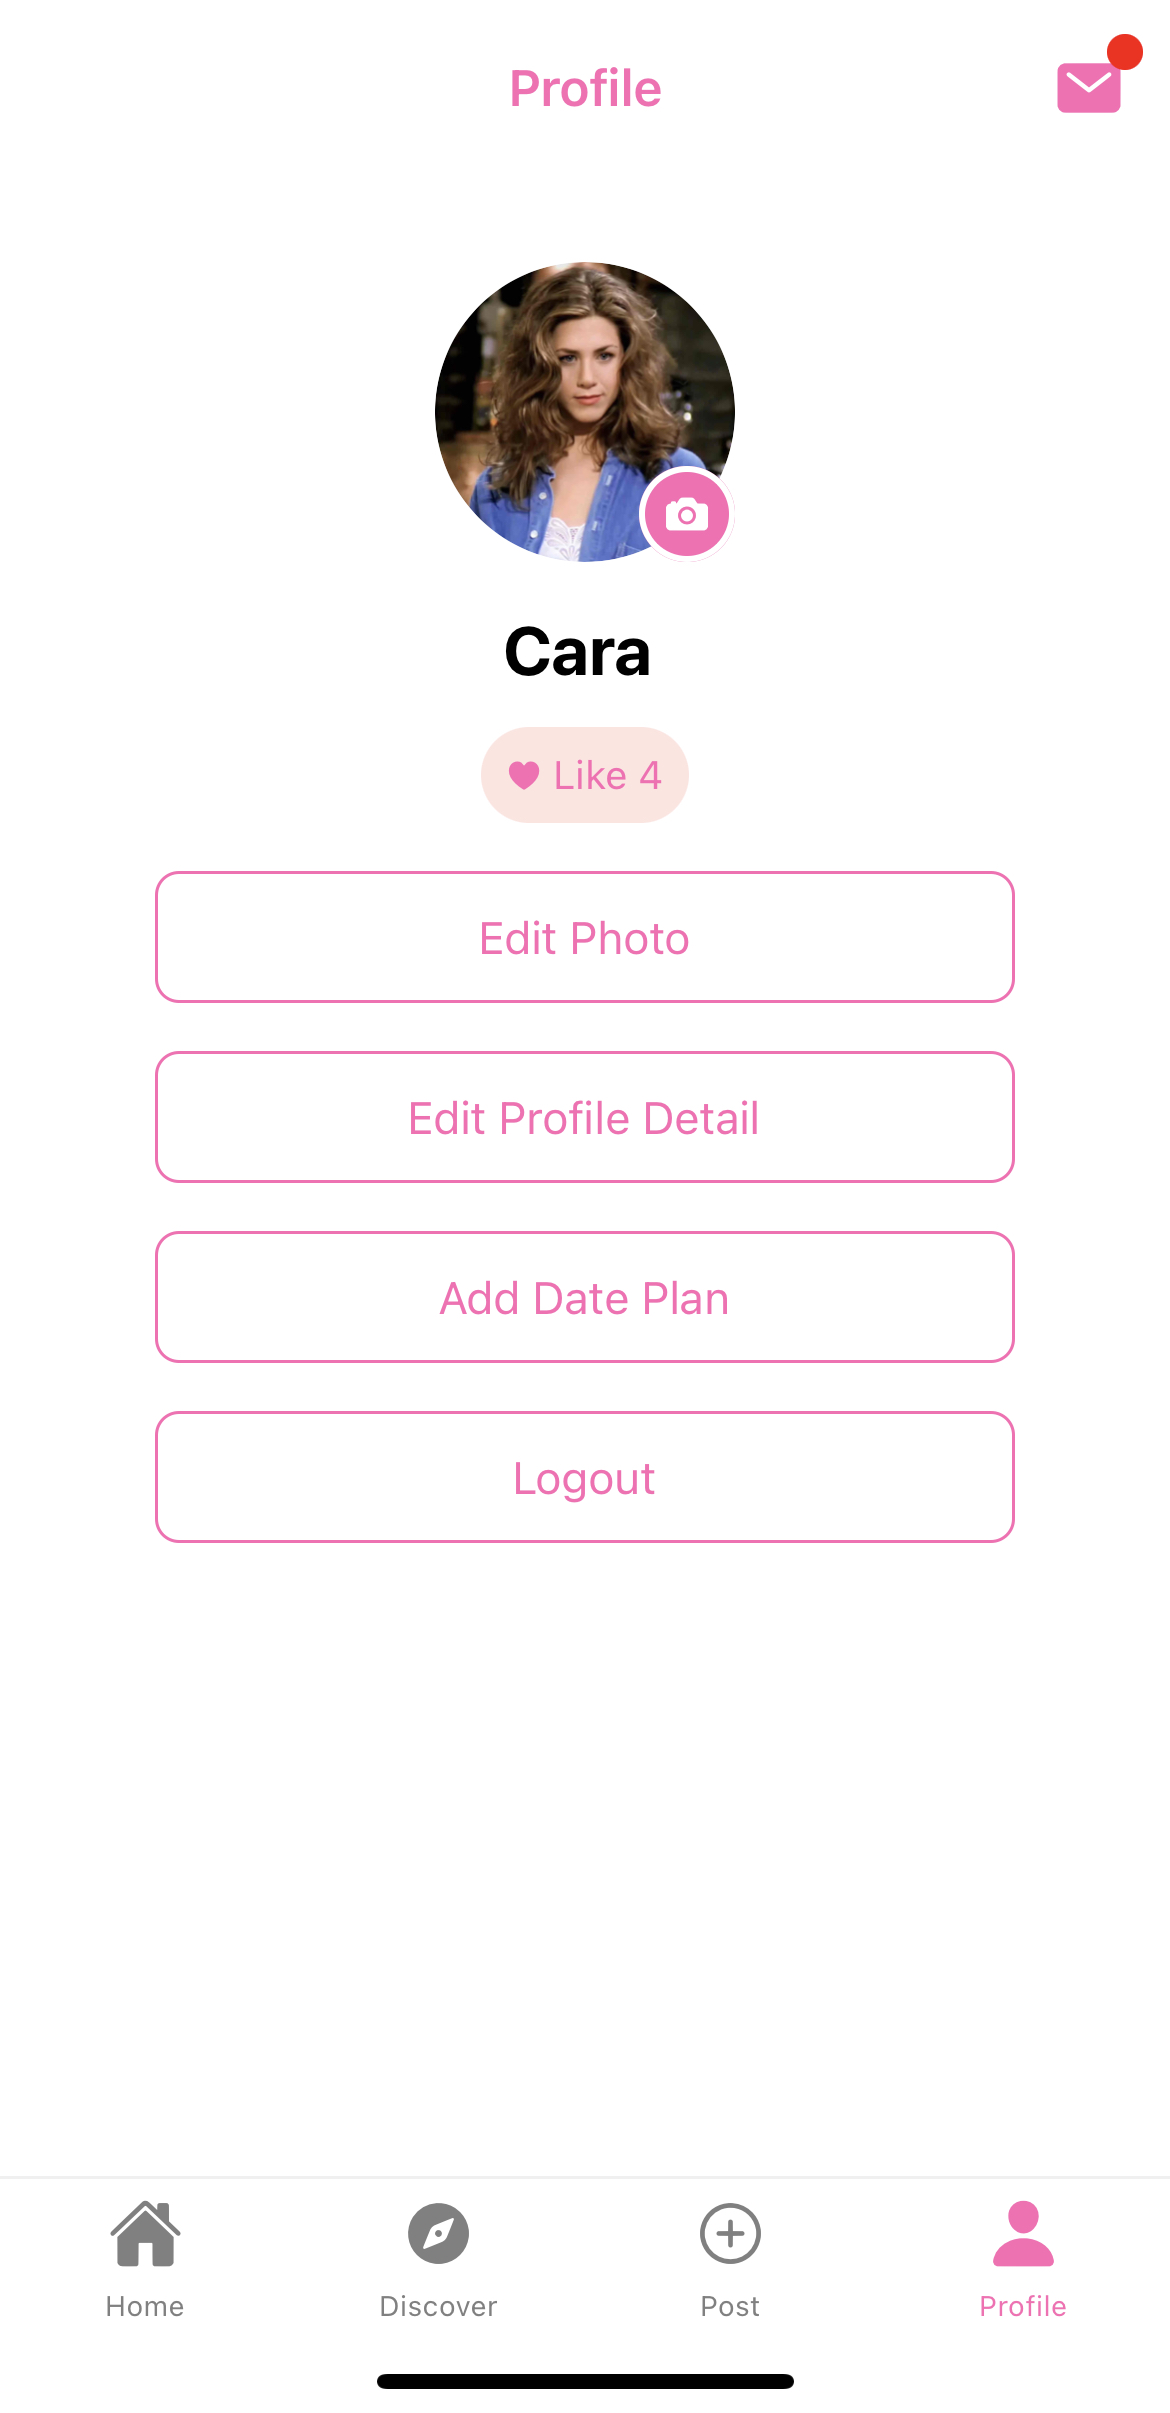 Profile
Cara
Like 4
Edit Photo
Edit Profile Detail
Add Date Plan
Logout
Home
Discover
Post
Profile